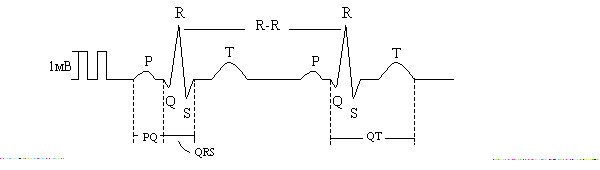 R R
R-R
1мВ P T P T
Q Q
S S
PQ QT
QRS